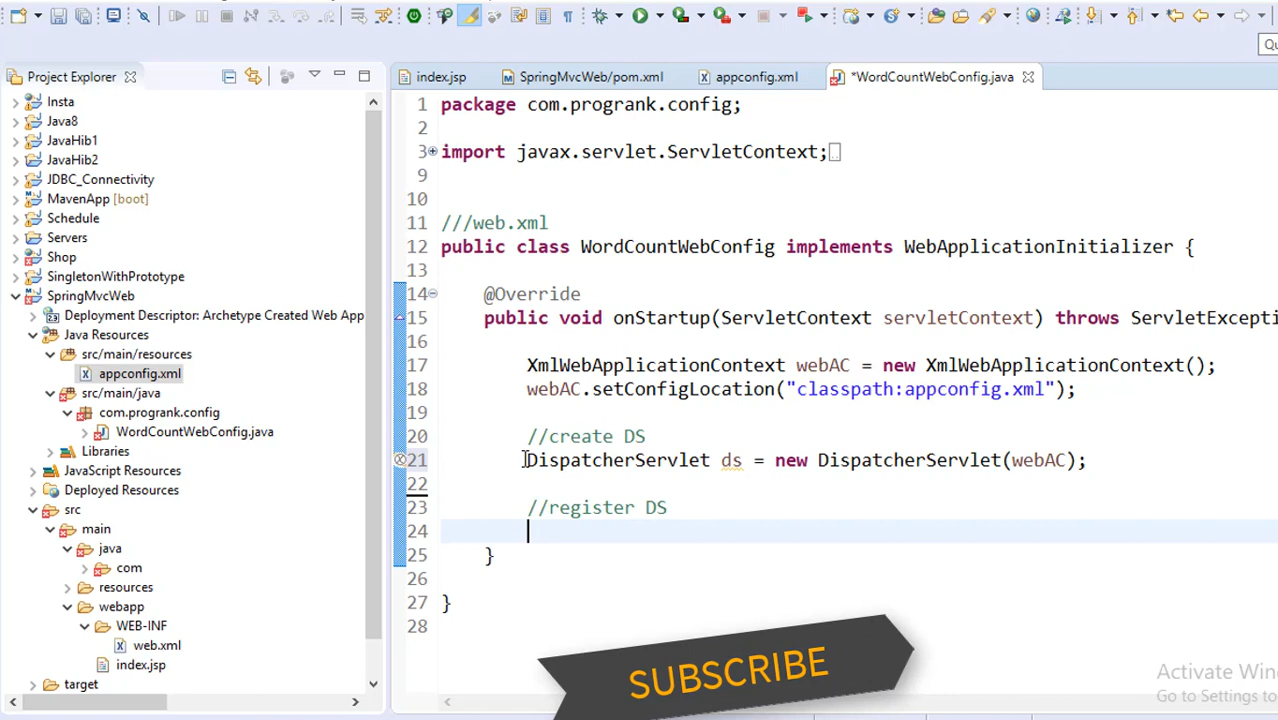 Qu
Project Explorer
index.jsp
SpringMvcWeb/pom.xml
appconfig.xml
*WordCountWebConfig.java
Insta
Java8
JavaHib1
JavaHib2
JDBC_Connectivity
MavenApp [boot]
Schedule
Servers
Shop
SingletonWithPrototype
SpringMvcWeb
Deployment Descriptor: Archetype Created Web App
Java Resources
src/main/resources
appconfig.xml
src/main/java
com.progrank.config
WordCountWebConfig.java
Libraries
JavaScript Resources
Deployed Resources
src
main
java
com
resources
webapp
WEB-INF
web.xml
index.jsp
target
1 package com.progrank.config;
2
3 import javax.servlet.ServletContext;
9
10
11 ///web.xml
12 public class WordCountWebConfig implements WebApplicationInitializer {
13
14 @Override
15 public void onStartup(ServletContext servletContext) throws ServletExcepti
16
17 XmlWebApplicationContext webAC = new XmlWebApplicationContext();
18 webAC.setConfigLocation("classpath:appconfig.xml");
19
20 //create DS
21 DispatcherServlet ds = new DispatcherServlet(webAC);
22
23 //register DS
24
25 }
26
27 }
28
SUBSCRIBE
Activate Win
Go to Settings to